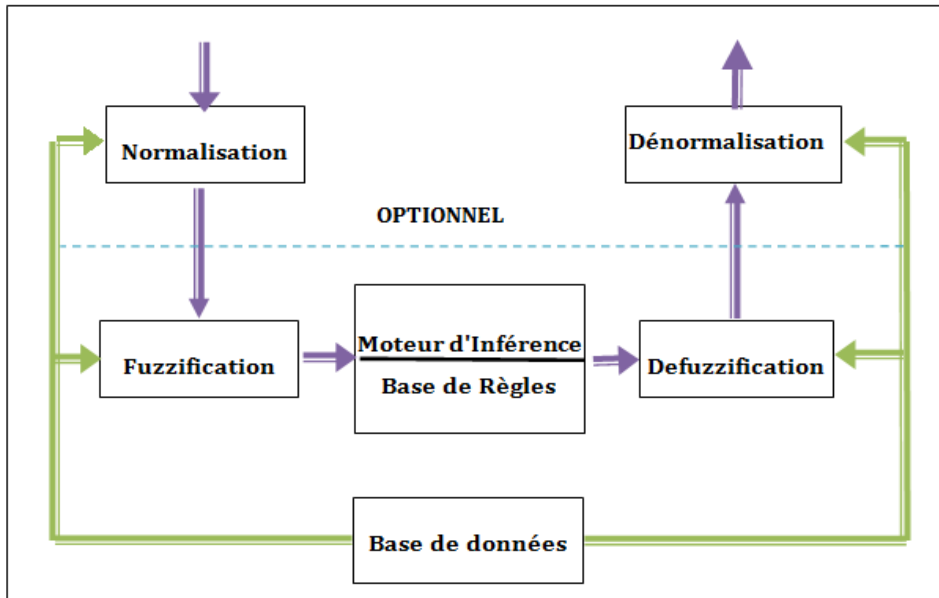 Normalisation
Dénormalisation
OPTIONNEL
Fuzzification
Moteur d'Inférence
Base de Règles
Defuzzification
Base de données